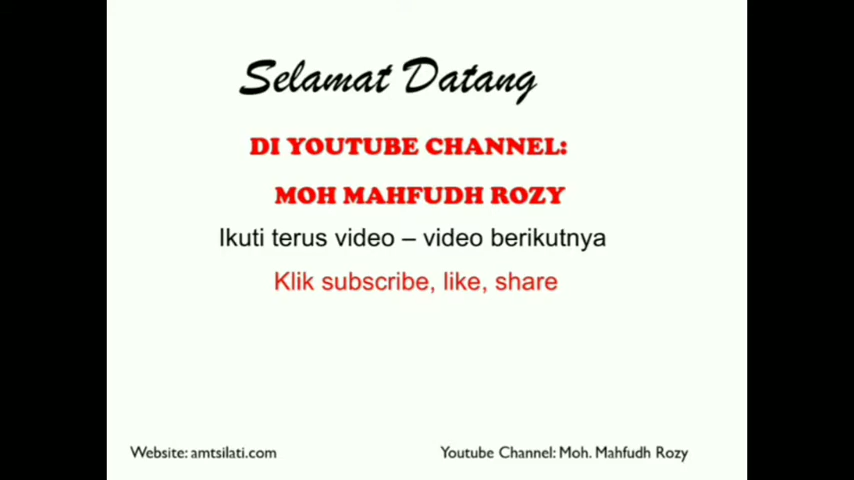 Selamat Datang
DI YOUTUBE CHANNEL:
MOH MAHFUDH ROZY
Ikuti terus video – video berikutnya
Klik subscribe, like, share
Website: amtsilati.com
Youtube Channel: Moh. Mahfudh Rozy